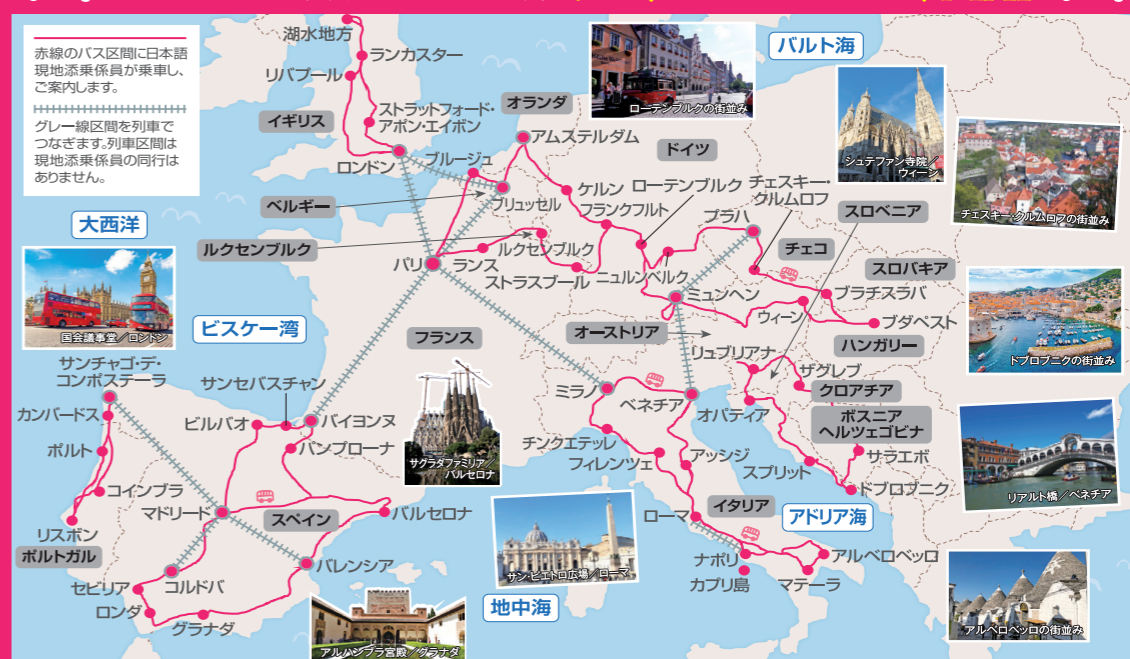 赤線のバス区間に日本語
現地添乗係員が乗車し、
ご案内します。
グレー線区間を列車で
つなぎます。列車区間は
現地添乗係員の同行は
ありません。
湖水地方
ランカスター
リバプール
ストラットフォード・
アポン・エイボン
イギリス
ロンドン
オランダ
アムステルダム
ブルージュ
ブリュッセル
ベルギー
ルクセンブルク
ルクセンブルク
パリ
ランス
ストラスブール
ケルン
フランクフルト
ドイツ
ローテンブルク
ニュルンベルク
ミュンヘン
プラハ
チェスキー・
クルムロフ
チェコ
スロベニア
スロバキア
ブラチスラバ
ウィーン
ブダペスト
ハンガリー
オーストリア
リュブリアナ
ザグレブ
クロアチア
オパティア
ボスニア
ヘルツェゴビナ
サラエボ
スプリット
ドブロブニク
バルト海
ローテンブルクの街並み
シュテファン寺院/
ウィーン
チェスキー・クルムロフの街並み
ドブロブニクの街並み
リアルト橋/ベネチア
アルベロベッロの街並み
大西洋
国会議事堂/ロンドン
ビスケー湾
フランス
サグラダファミリア/
バルセロナ
サンチャゴ・デ・
コンポステーラ
カンバードス
ポルト
コインブラ
リスボン
ポルトガル
サンセバスチャン
ビルバオ
バイヨンヌ
パンプローナ
マドリード
スペイン
バルセロナ
バレンシア
コルドバ
セビリア
ロンダ
グラナダ
アルハンブラ宮殿/グラナダ
ミラノ
ベネチア
チンクエテッレ
フィレンツェ
アッシジ
ローマ
イタリア
アドリア海
ナポリ
カプリ島
マテーラ
アルベロベッロ
サン・ピエトロ広場/ローマ
地中海